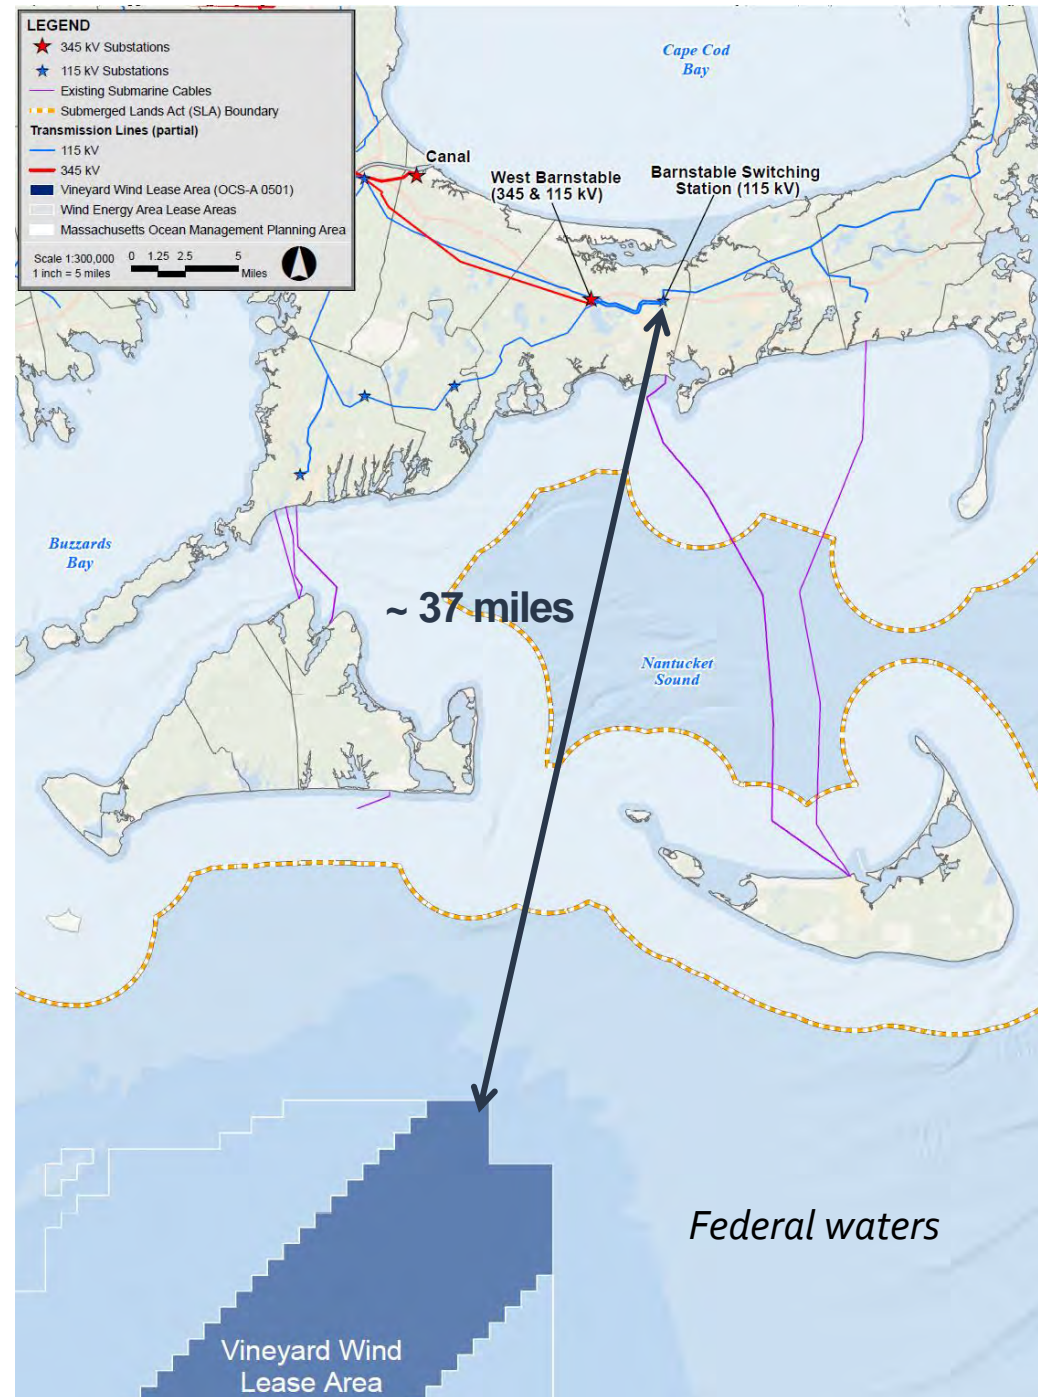 LEGEND
345 kV Substations
115 kV Substations
Existing Submarine Cables
Submerged Lands Act (SLA) Boundary
Transmission Lines (partial)
115 kV
345 kV
Vineyard Wind Lease Area (OCS-A 0501)
Wind Energy Area Lease Areas
Massachusetts Ocean Management Planning Area
Scale 1:300,000
1 inch = 5 miles
0 1.25 2.5 5
Miles
Cape Cod
Bay
Canal
West Barnstable
(345 & 115 kV)
Barnstable Switching
Station (115 kV)
Buzzards
Bay
~ 37 miles
Nantucket
Sound
Federal waters
Vineyard Wind
Lease Area